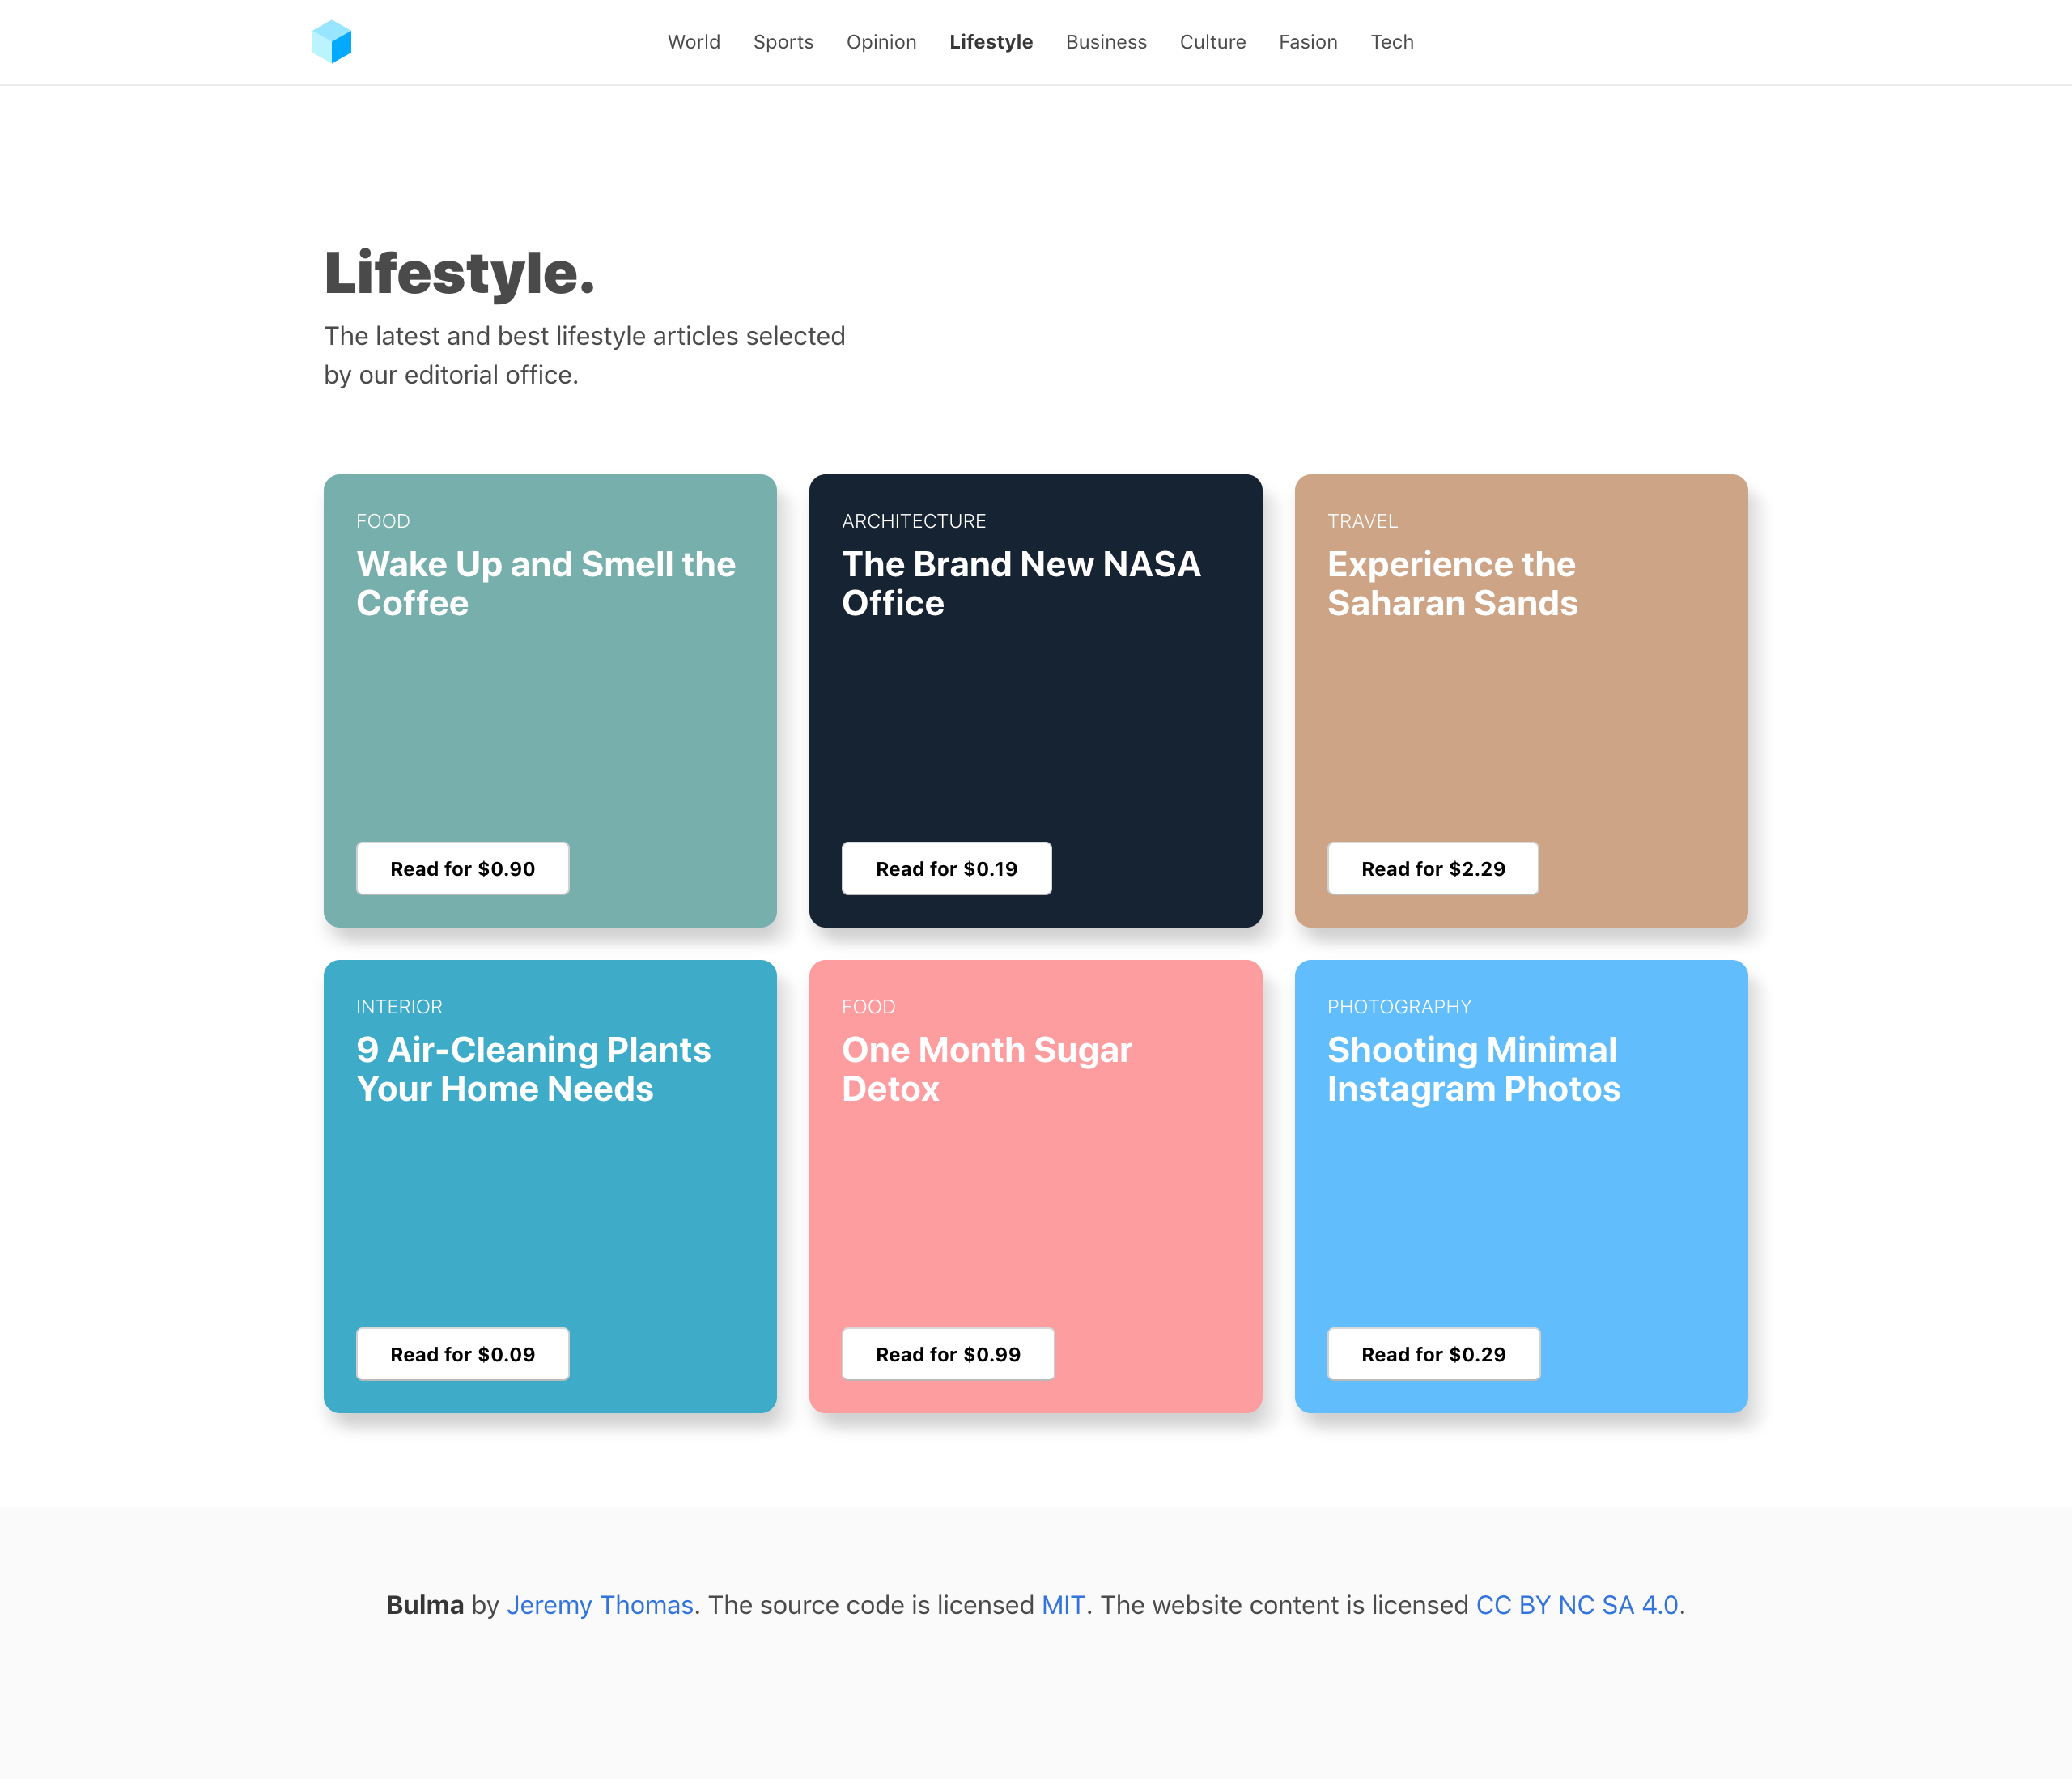 World Sports Opinion Lifestyle Business Culture Fasion Tech
Lifestyle.
The latest and best lifestyle articles selected
by our editorial office.
FOOD
Wake Up and Smell the
Coffee
Read for $0.90
ARCHITECTURE
The Brand New NASA
Office
Read for $0.19
TRAVEL
Experience the
Saharan Sands
Read for $2.29
INTERIOR
9 Air-Cleaning Plants
Your Home Needs
Read for $0.09
FOOD
One Month Sugar
Detox
Read for $0.99
PHOTOGRAPHY
Shooting Minimal
Instagram Photos
Read for $0.29
Bulma by Jeremy Thomas. The source code is licensed MIT. The website content is licensed CC BY NC SA 4.0.